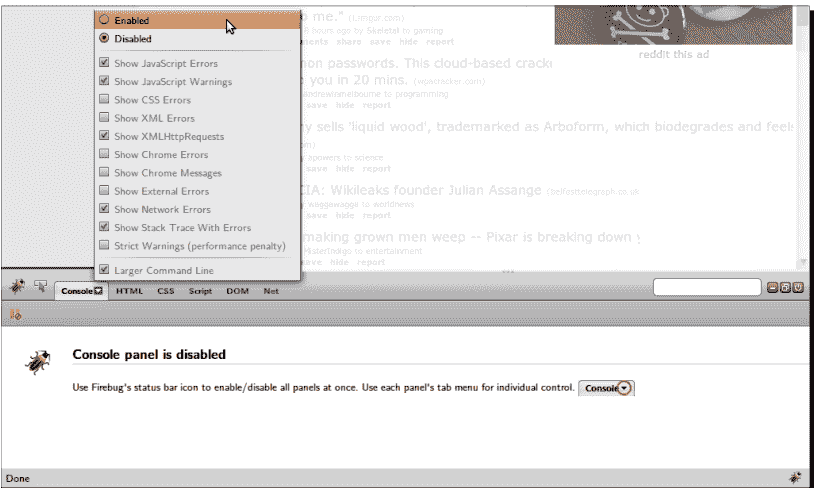 Enabled
Disabled
Show JavaScript Errors
Show JavaScript Warnings
Show CSS Errors
Show XML Errors
Show XMLHttpRequests
Show Chrome Errors
Show Chrome Messages
Show External Errors
Show Network Errors
Show Stack Trace With Errors
Strict Warnings (performance penalty)
Larger Command Line
me." (i.imgur.com)
hours ago by Skeletal to gaming
share save hide report
reddit this ad
on passwords. This cloud-based crack
you in 20 mins. (wpacracker.com)
to programming
save hide report
y sells 'liquid wood', trademarked as Arboform, which biodegrades and feels
to science
save hide report
CIA: Wikileaks founder Julian Assange (belfasttelegraph.co.uk
to worldnews
save hide report
making grown men weep -- Pixar is breaking down y
to entertainment
save hide report
Console HTML CSS Script DOM Net
Console panel is disabled
Use Firebug's status bar icon to enable/disable all panels at once. Use each panel's tab menu for individual control. Console
Done